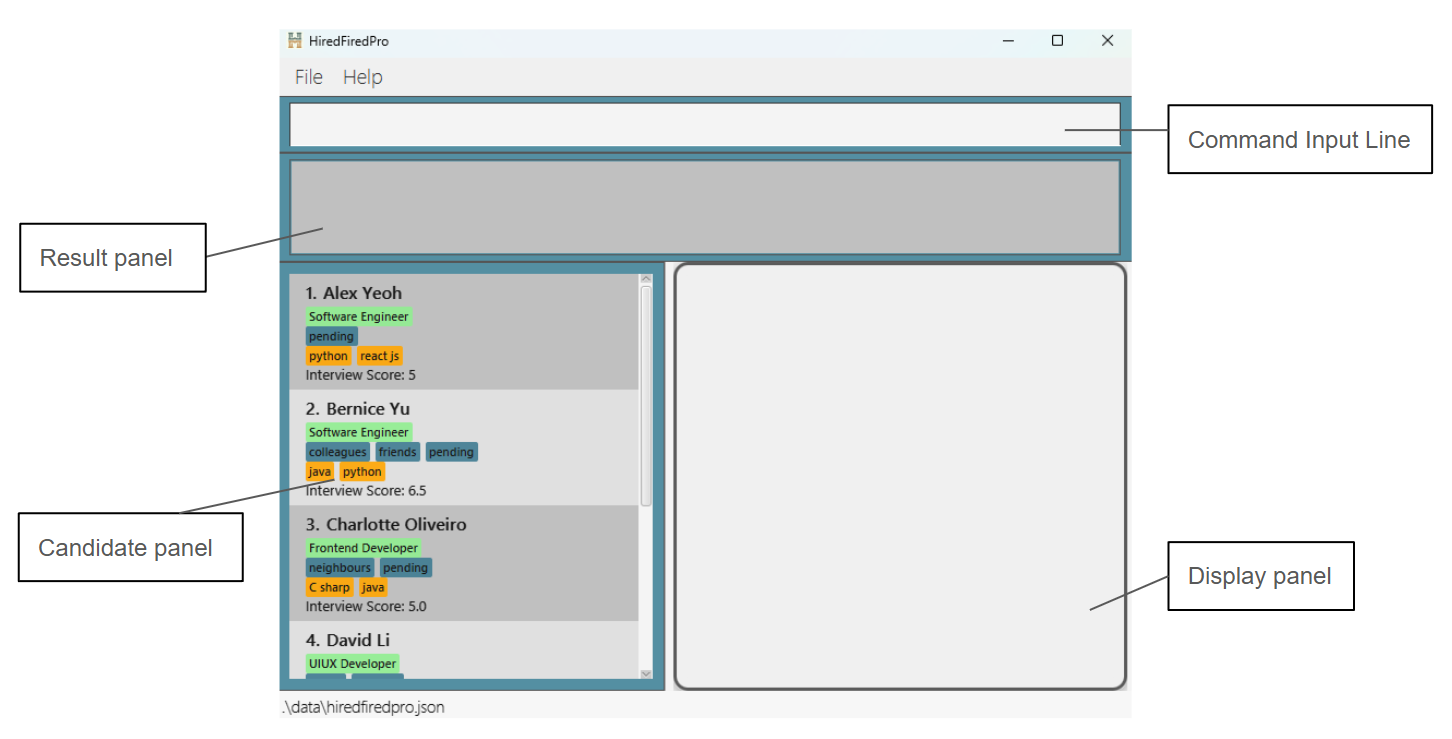 HiredFiredPro
File Help
Command Input Line
Result panel
1. Alex Yeoh
Software Engineer
pending
python react js
Interview Score: 5
2. Bernice Yu
Software Engineer
colleagues friends pending
java python
Interview Score: 6.5
3. Charlotte Oliveiro
Frontend Developer
neighbours pending
C sharp java
Interview Score: 5.0
4. David Li
UIUX Developer
Candidate panel
Display panel
.\data\hiredfiredpro.json